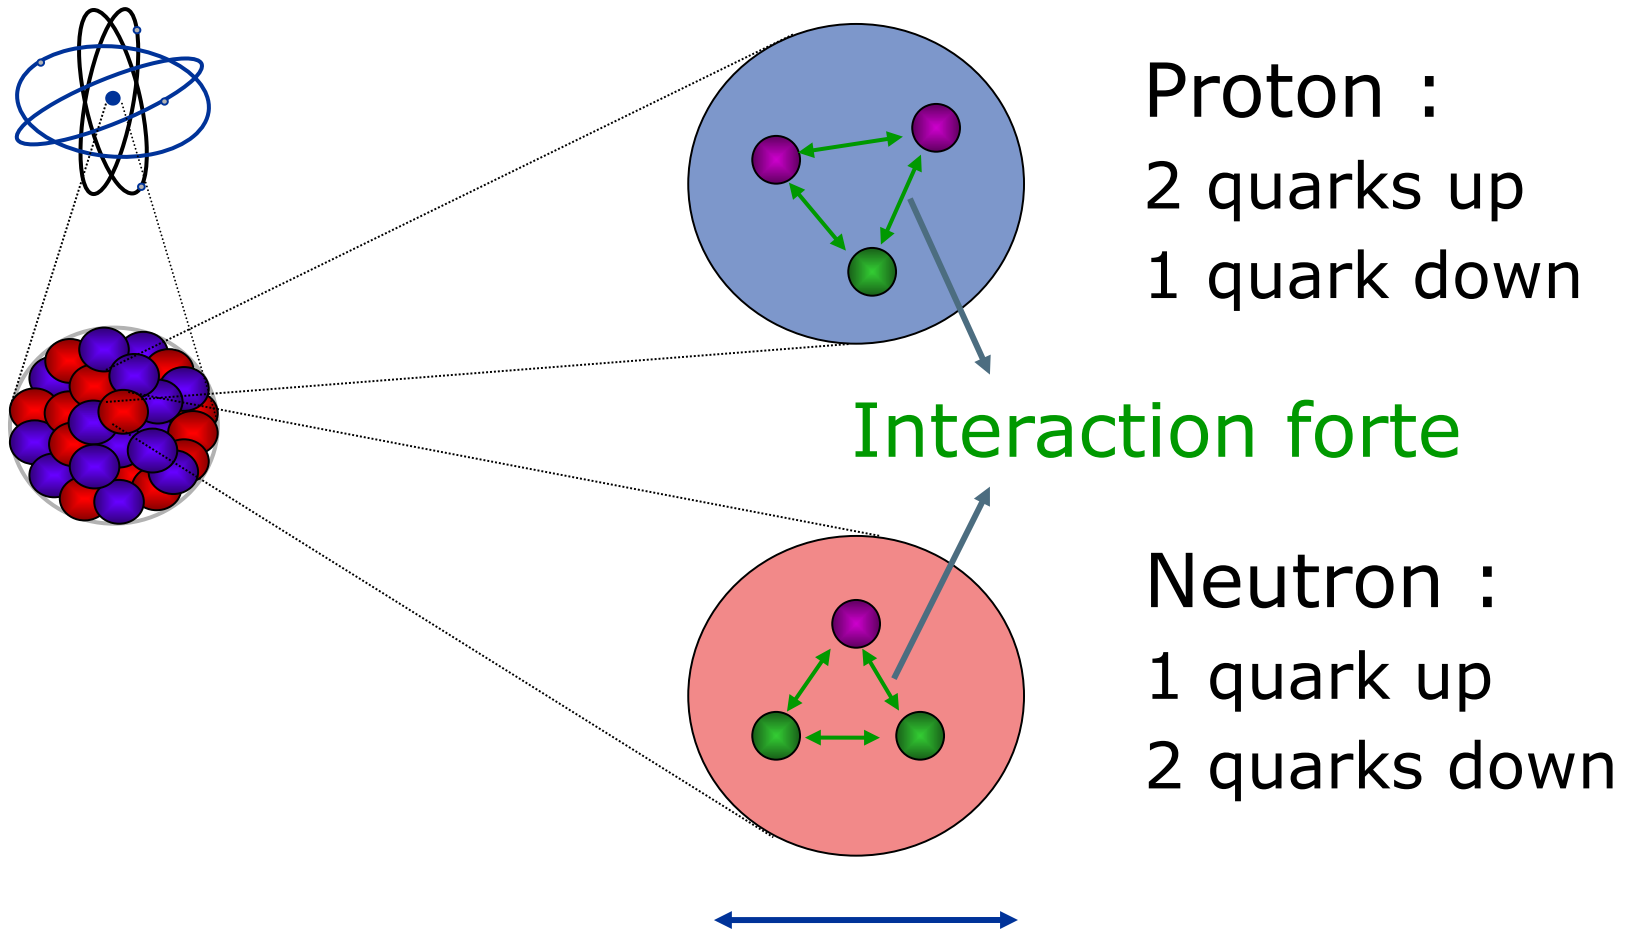 Proton :
2 quarks up
1 quark down
Interaction forte
Neutron :
1 quark up
2 quarks down